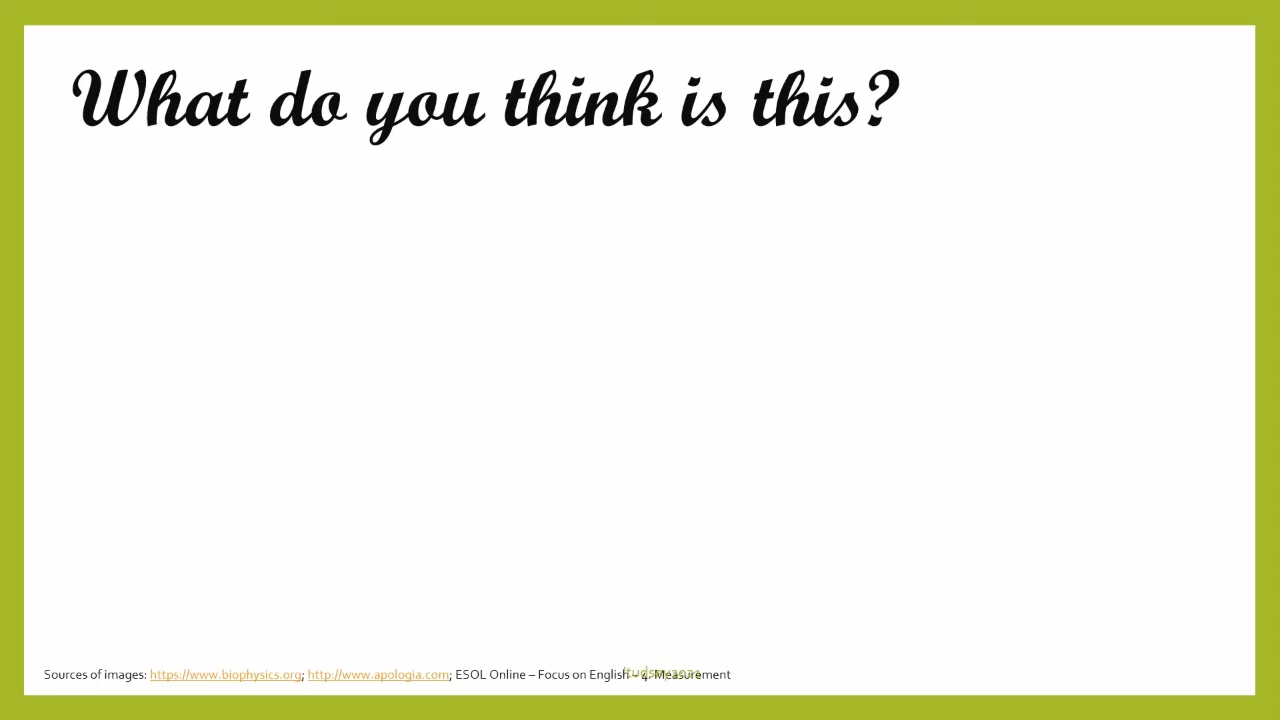 What do you think is this?
Sources of images: https://www.biophysics.org; http://www.apologia.com; ESOL Online – Focus on English – 4. Measurement